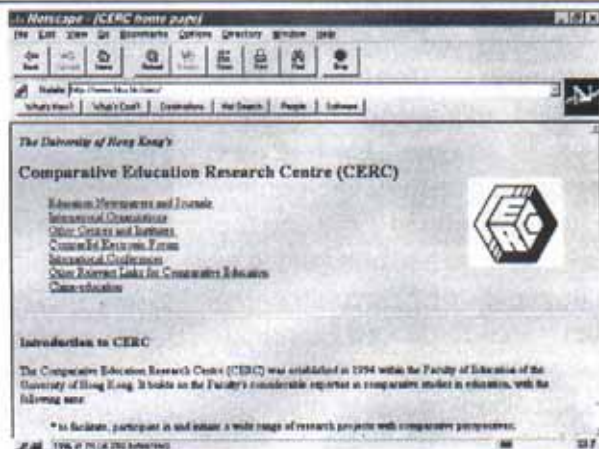 Netscape - [CERC home page]
File Edit View Go Bookmarks Options Directory Window Help
What's New? What's Cool? Destinations Net Search People Software
The University of Hong Kong's
Comparative Education Research Centre (CERC)
Education Newspapers and Journals
International Organizations
Other Centres and Institutes
ComparEd Electronic Forum
International Conferences
Other Relevant Links for Comparative Education
China-education
CERC
Introduction to CERC
The Comparative Education Research Centre (CERC) was established in 1994 within the Faculty of Education of the
University of Hong Kong. It builds on the Faculty's considerable expertise in comparative studies in education, with the
following aims:
* to facilitate, participate in and initiate a wide range of research projects with comparative perspectives;